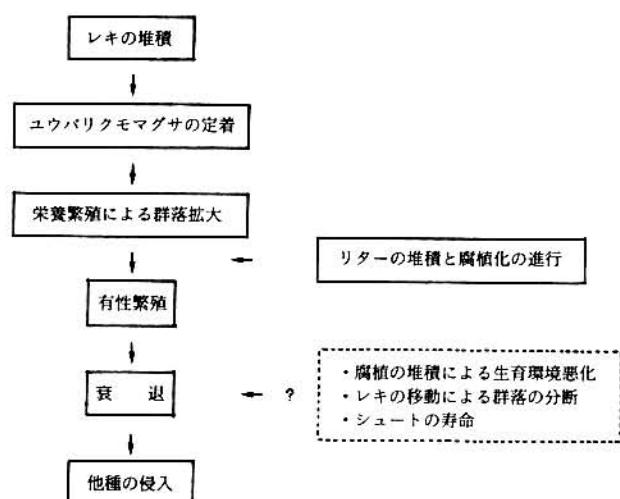 レキの堆積
ユウバリクモマグサの定着
栄養繁殖による群落拡大
リターの堆積と腐植化の進行
有性繁殖
・腐植の堆積による生育環境悪化
衰 退
?
・レキの移動による群落の分断
・シュートの寿命
他種の侵入